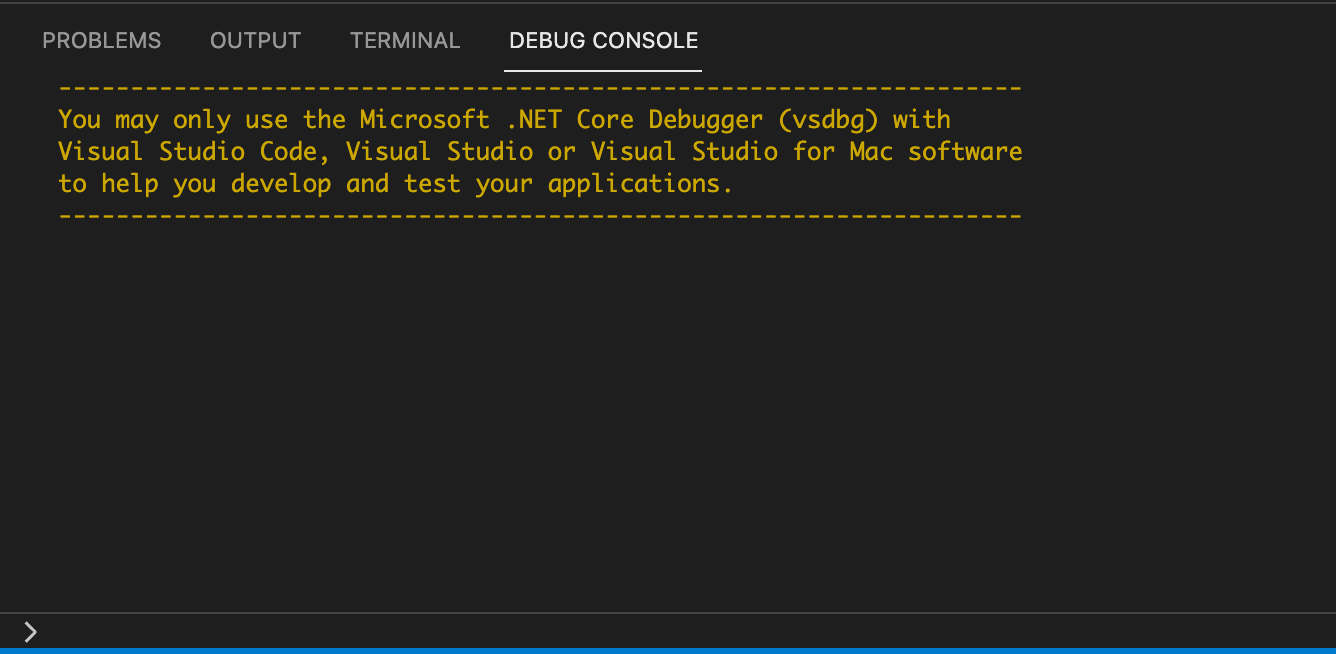 PROBLEMS OUTPUT TERMINAL DEBUG CONSOLE
-------------------------------------------------------------------
You may only use the Microsoft .NET Core Debugger (vsdbg) with
Visual Studio Code, Visual Studio or Visual Studio for Mac software
to help you develop and test your applications.
-------------------------------------------------------------------